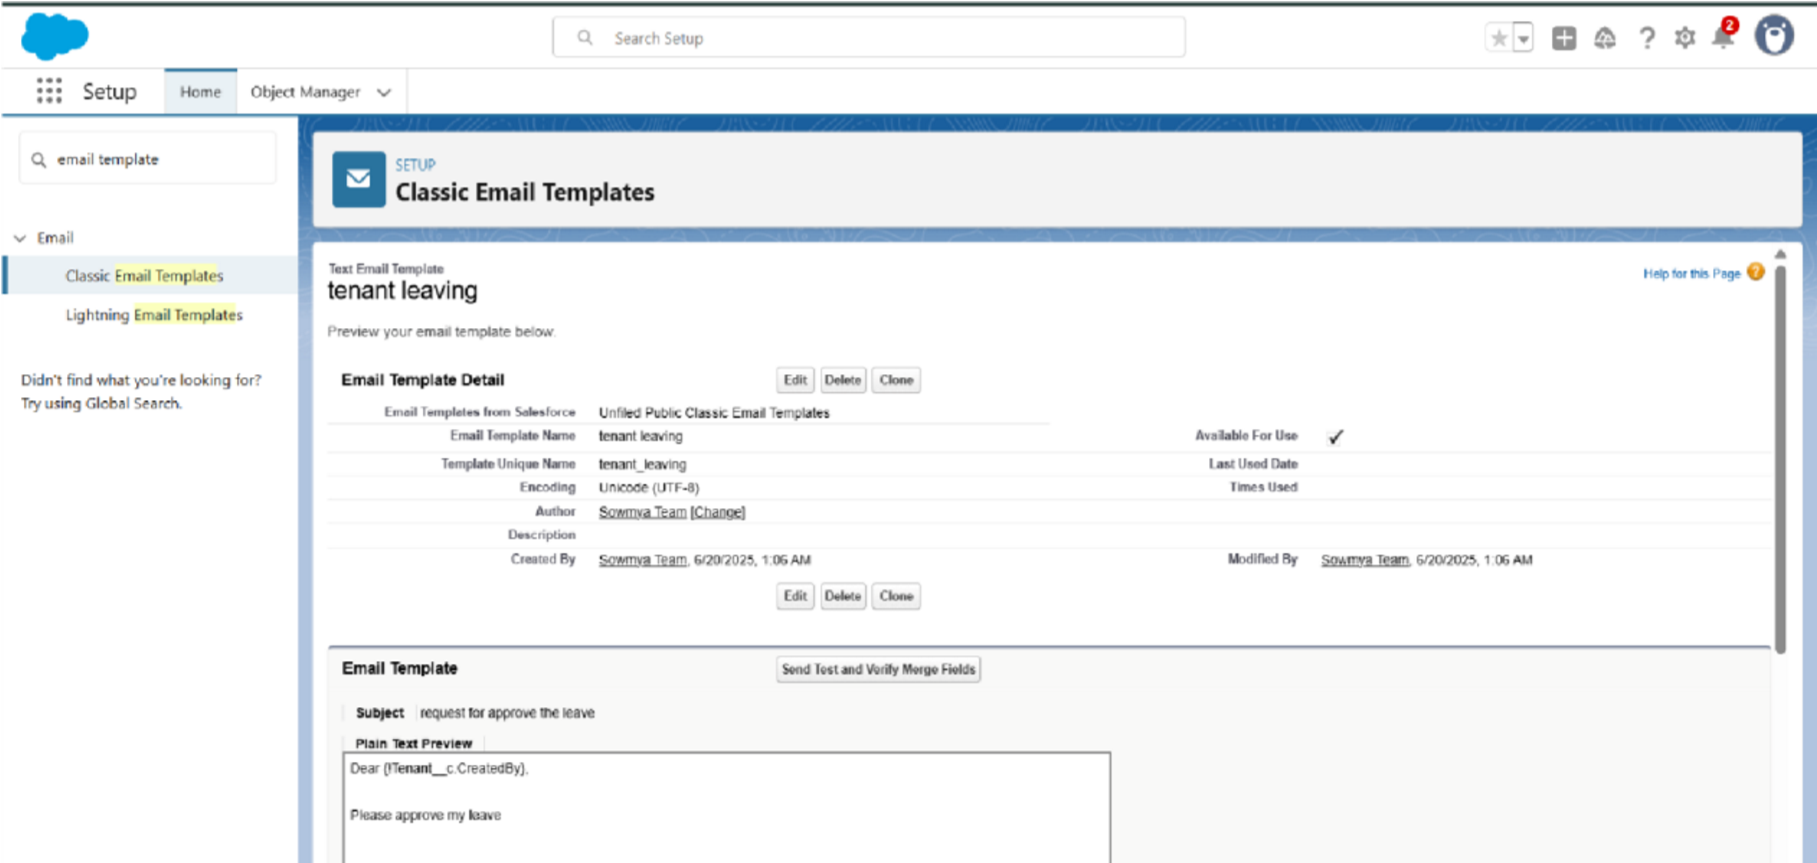 Search Setup
2
Setup
Home
Object Manager
email template
Email
Classic Email Templates
Lightning Email Templates
Didn't find what you're looking for?
Try using Global Search.
SETUP
Classic Email Templates
Text Email Template
tenant leaving
Help for this Page ?
Preview your email template below.
Email Template Detail Edit Delete Clone
Email Templates from Salesforce Unfiled Public Classic Email Templates
Email Template Name tenant leaving Available For Use ✓
Template Unique Name tenant_leaving Last Used Date
Encoding Unicode (UTF-8) Times Used
Author Sowmya Team [Change]
Description
Created By Sowmya Team, 6/20/2025, 1:06 AM Modified By Sowmya Team, 6/20/2025, 1:06 AM
Edit Delete Clone
Email Template Send Test and Verify Merge Fields
Subject request for approve the leave
Plain Text Preview
Dear {!Tenant__c.CreatedBy},
Please approve my leave